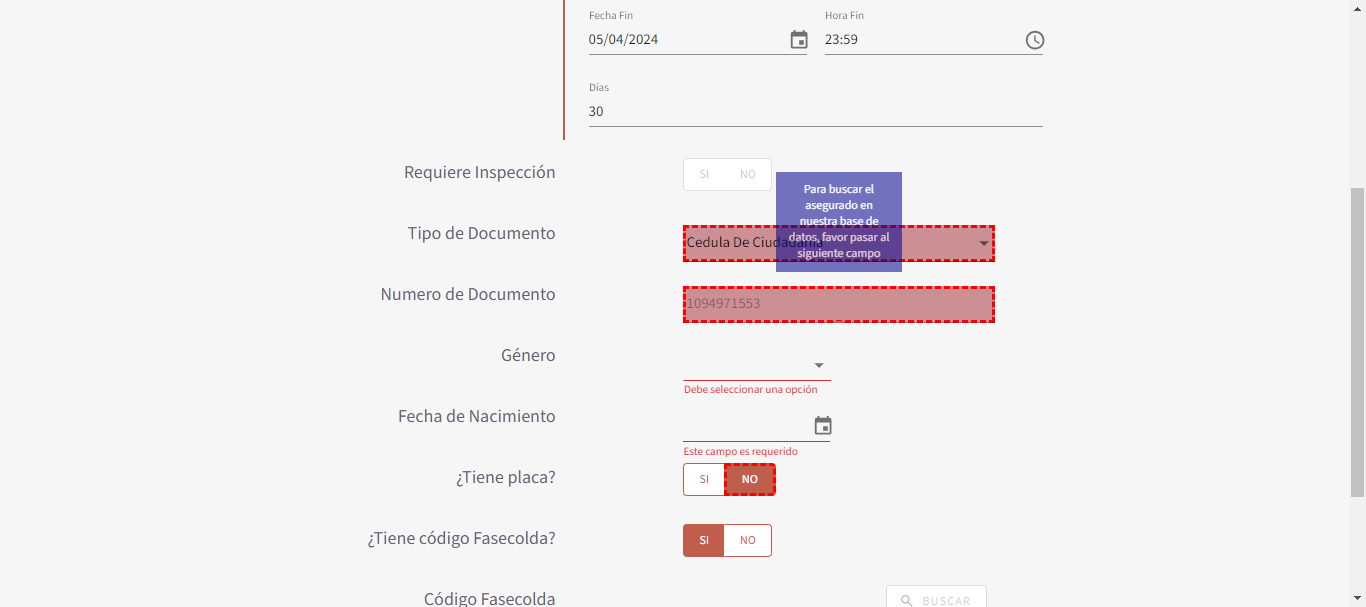 Fecha Fin
Hora Fin
05/04/2024
23:59
Días
30
Requiere Inspección
SI NO
Para buscar el
asegurado en
nuestra base de
datos, favor pasar al
siguiente campo
Tipo de Documento
Cedula De Ciudadania
Numero de Documento
1094971553
Género
Debe seleccionar una opción
Fecha de Nacimiento
Este campo es requerido
¿Tiene placa?
SI NO
¿Tiene código Fasecolda?
SI NO
Código Fasecolda
BUSCAR